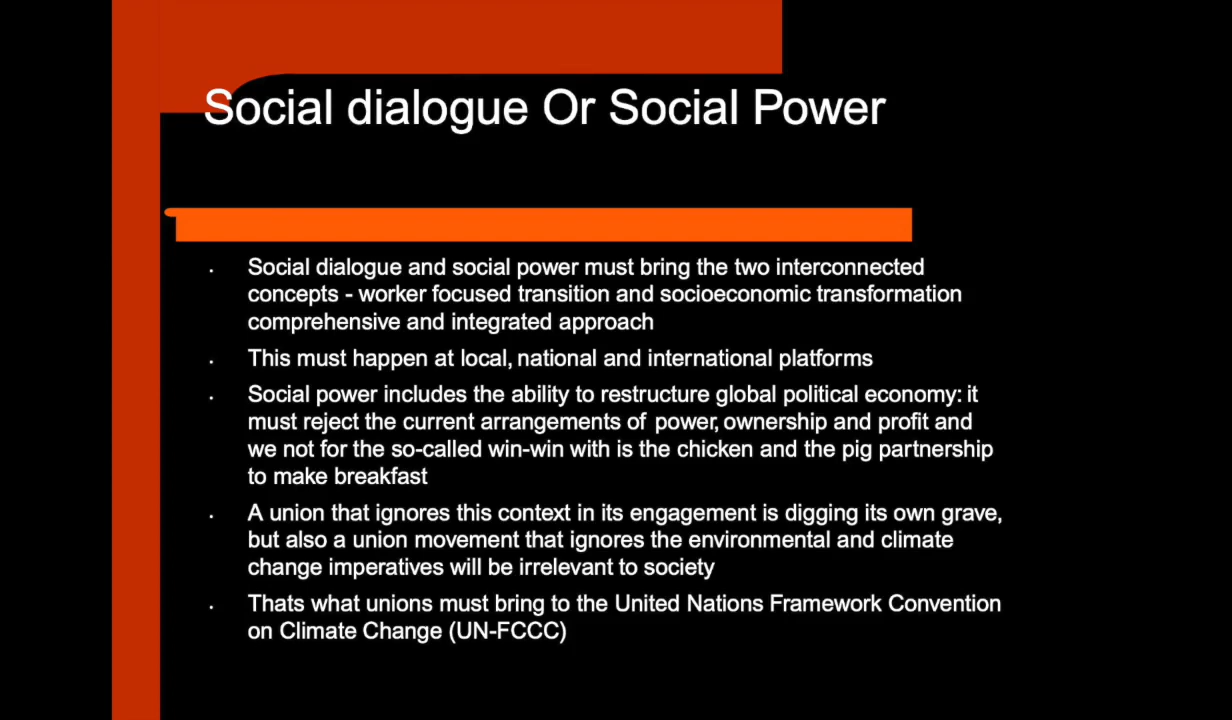 Social dialogue Or Social Power
Social dialogue and social power must bring the two interconnected
concepts - worker focused transition and socioeconomic transformation
comprehensive and integrated approach
This must happen at local, national and international platforms
Social power includes the ability to restructure global political economy: it
must reject the current arrangements of power, ownership and profit and
we not for the so-called win-win with is the chicken and the pig partnership
to make breakfast
A union that ignores this context in its engagement is digging its own grave,
but also a union movement that ignores the environmental and climate
change imperatives will be irrelevant to society
Thats what unions must bring to the United Nations Framework Convention
on Climate Change (UN-FCCC)